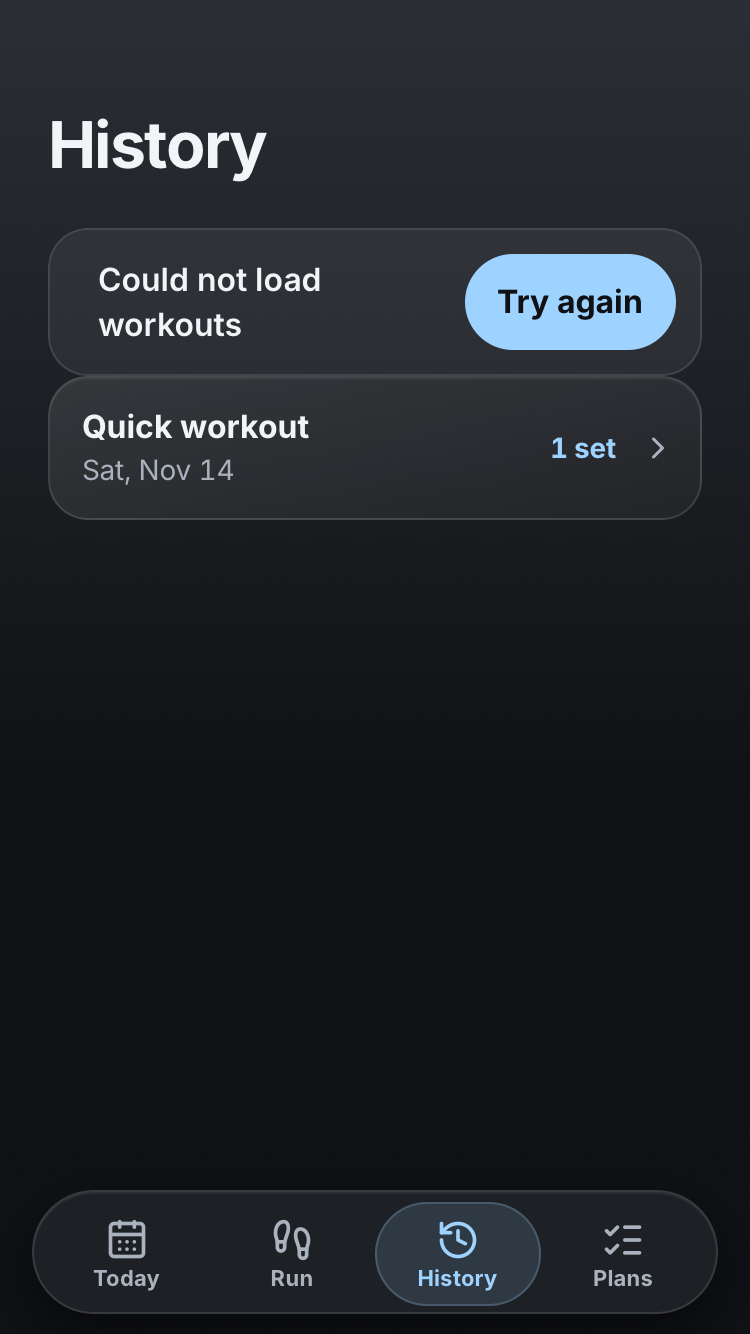 History
Could not load
workouts
Try again
Quick workout
Sat, Nov 14
1 set
Today
Run
History
Plans